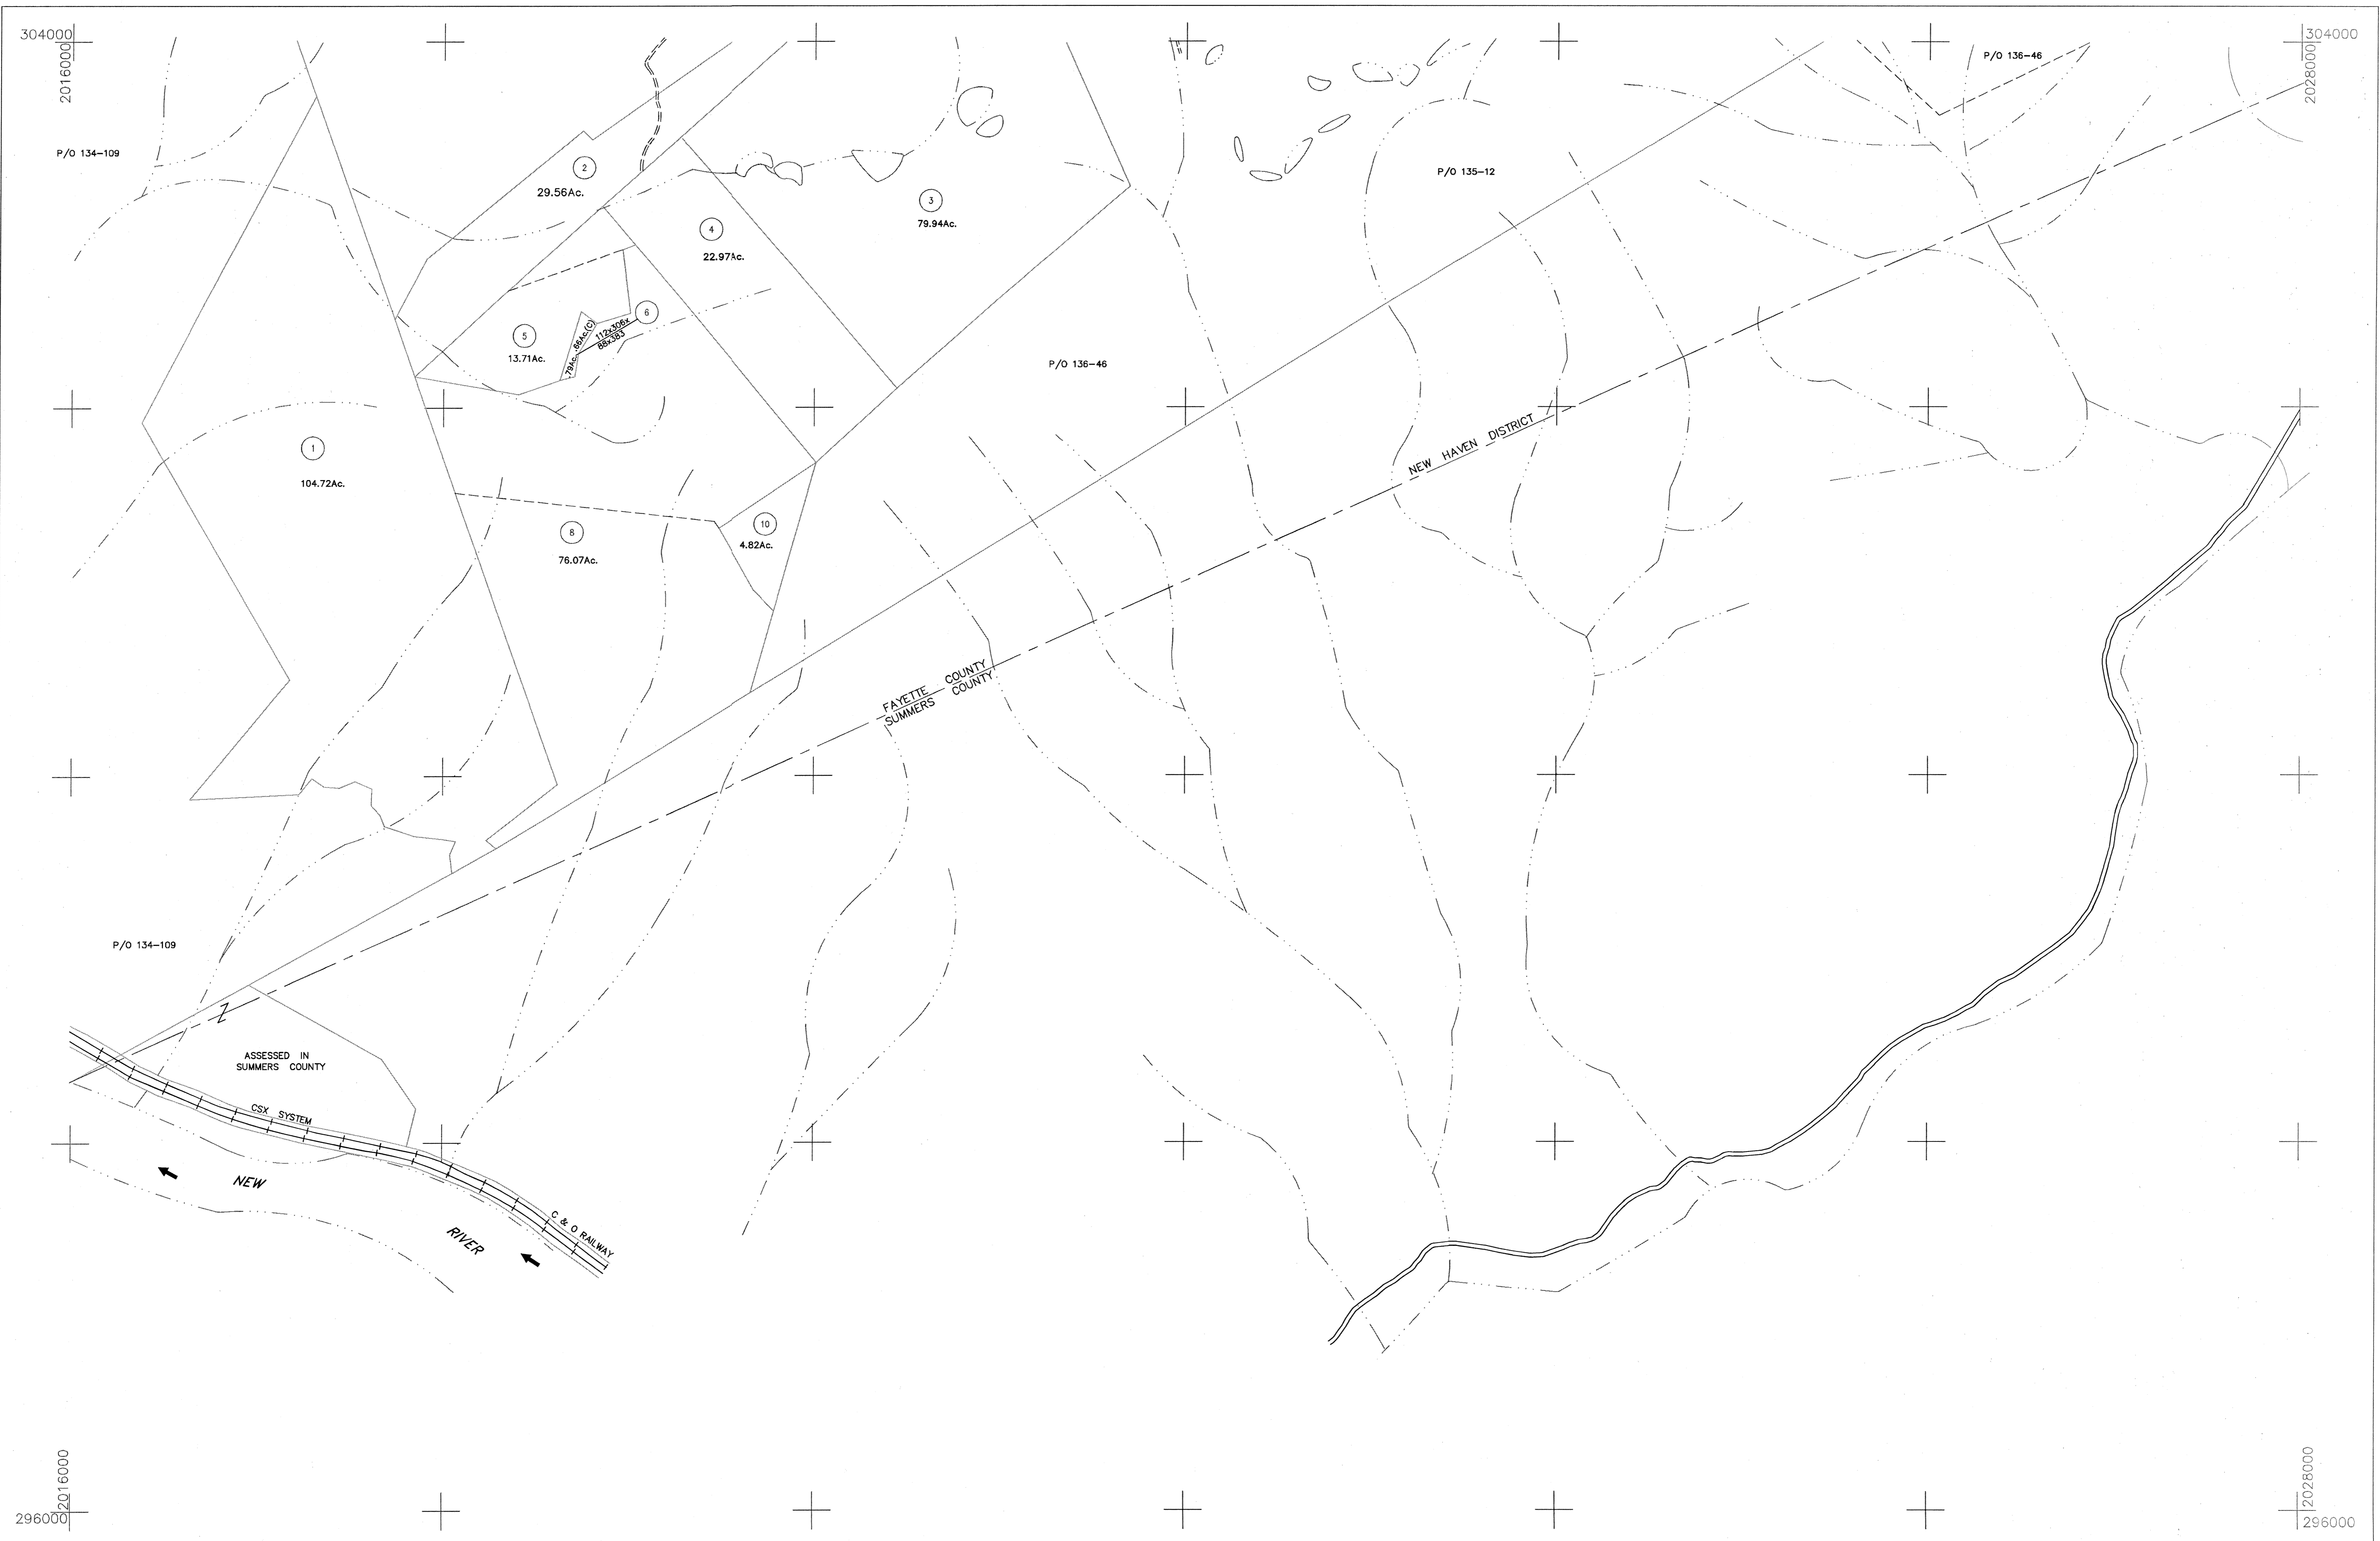 304000
2016000
304000
2028000
P/O 136-46
P/O 134-109
2
29.56Ac.
P/O 135-12
3
79.94Ac.
4
22.97Ac.
6
112x306x
88x383
.66Ac.(C)
.79Ac.
5
13.71Ac.
P/O 136-46
NEW HAVEN DISTRICT
1
104.72Ac.
10
4.82Ac.
8
76.07Ac.
FAYETTE COUNTY
SUMMERS COUNTY
P/O 134-109
Z
ASSESSED IN
SUMMERS COUNTY
CSX SYSTEM
NEW
RIVER
C & O RAILWAY
2016000
296000
2028000
296000